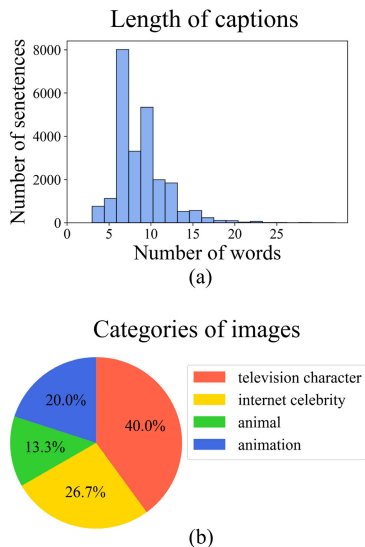 Length of captions
Number of senetences
8000
6000
4000
2000
0
0 5 10 15 20 25
Number of words
(a)
Categories of images
20.0%
40.0%
13.3%
26.7%
television character
internet celebrity
animal
animation
(b)